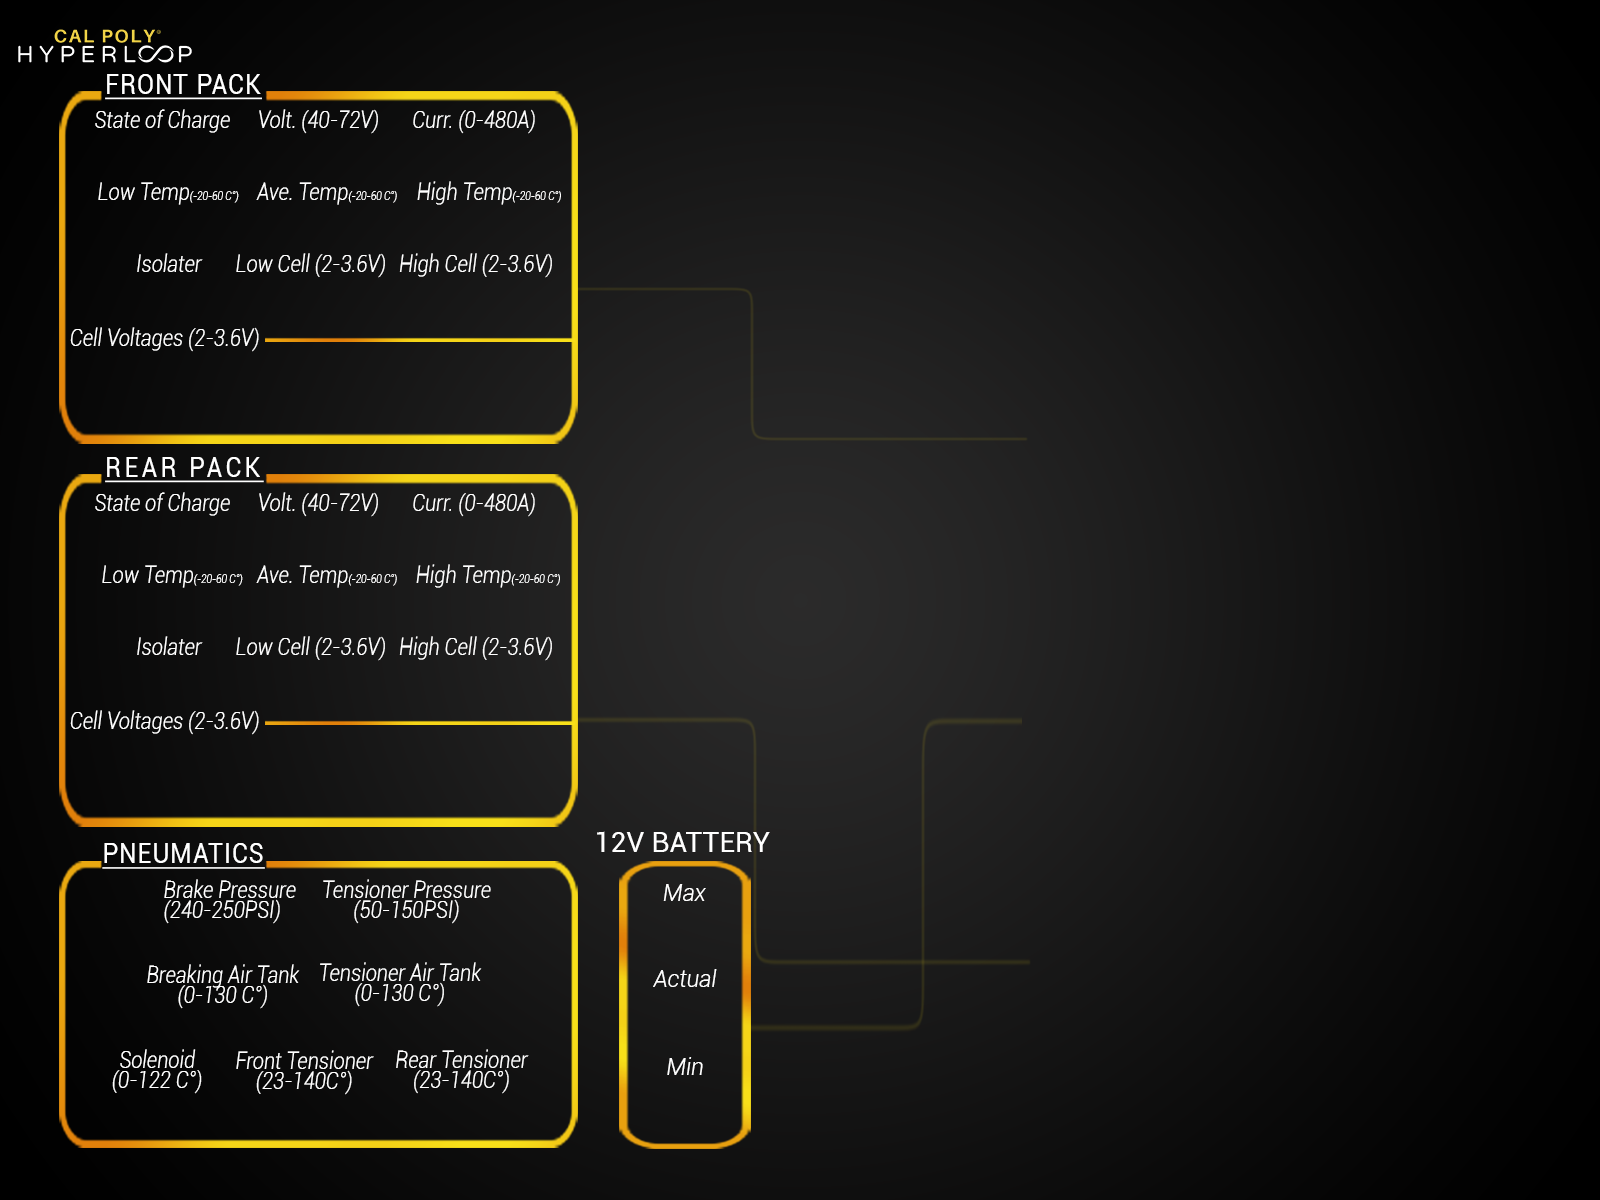 CAL POLY®
HYPERLOOP
FRONT PACK
State of Charge Volt. (40-72V) Curr. (0-480A)
Low Temp(-20-60 C°) Ave. Temp(-20-60 C°) High Temp(-20-60 C°)
Isolater Low Cell (2-3.6V) High Cell (2-3.6V)
Cell Voltages (2-3.6V)
REAR PACK
State of Charge Volt. (40-72V) Curr. (0-480A)
Low Temp(-20-60 C°) Ave. Temp(-20-60 C°) High Temp(-20-60 C°)
Isolater Low Cell (2-3.6V) High Cell (2-3.6V)
Cell Voltages (2-3.6V)
PNEUMATICS
Brake Pressure Tensioner Pressure
(240-250PSI) (50-150PSI)
Breaking Air Tank Tensioner Air Tank
(0-130 C°) (0-130 C°)
Solenoid Front Tensioner Rear Tensioner
(0-122 C°) (23-140C°) (23-140C°)
12V BATTERY
Max
Actual
Min